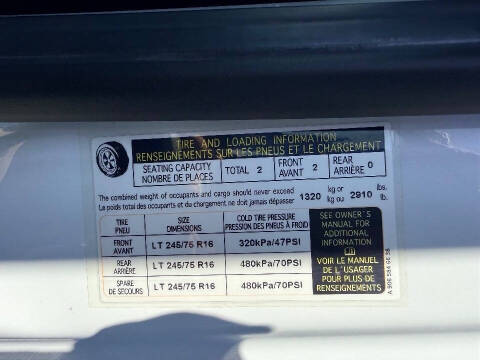 TIRE AND LOADING INFORMATION
RENSEIGNEMENTS SUR LES PNEUS ET LE CHARGEMENT
SEATING CAPACITY
NOMBRE DE PLACES
TOTAL 2
FRONT
AVANT 2
REAR
ARRIÈRE 0
The combined weight of occupants and cargo should never exceed
La poids total des occupants et du chargement ne doit jamais dépasser
1320 kg or
kg ou
2910 lbs.
lb.
TIRE
PNEU
SIZE
DIMENSIONS
COLD TIRE PRESSURE
PRESSION DES PNEUS À FROID
FRONT
AVANT
LT 245/75 R16
320kPa/47PSI
REAR
ARRIÈRE
LT 245/75 R16
480kPa/70PSI
SPARE
DE SECOURS
LT 245/75 R16
480kPa/70PSI
SEE OWNER`S
MANUAL FOR
ADDITIONAL
INFORMATION
VOIR LE MANUEL
DE L`USAGER
POUR PLUS DE
RENSEIGNEMENTS